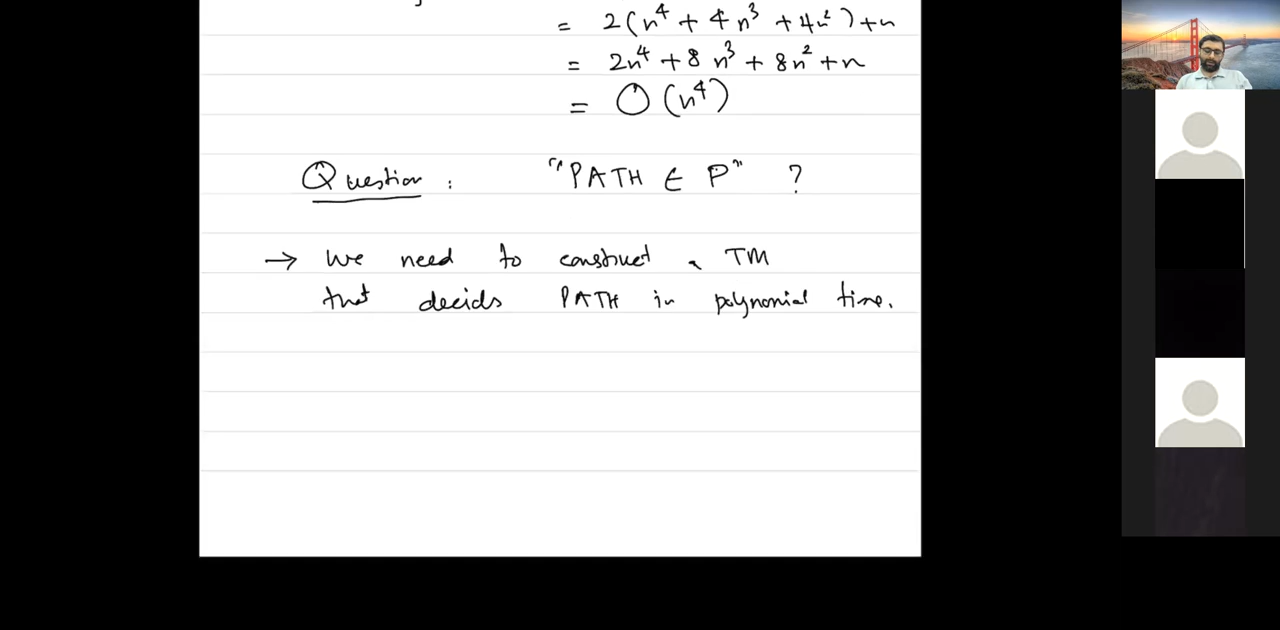 = 2(n⁴ + 4n³ + 4n²) + n
= 2n⁴ + 8n³ + 8n² + n
= O(n⁴)
Question : "PATH ∈ P" ?
→ We need to construct a TM
that decids PATH in polynomial time.